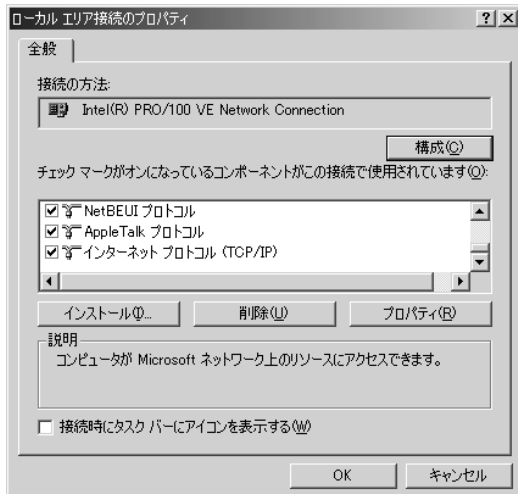 ローカル エリア接続のプロパティ
全般
接続の方法:
Intel(R) PRO/100 VE Network Connection
構成(C)
チェック マークがオンになっているコンポーネントがこの接続で使用されています(O):
NetBEUI プロトコル
AppleTalk プロトコル
インターネット プロトコル (TCP/IP)
インストール(I)...
削除(U)
プロパティ(R)
説明
コンピュータが Microsoft ネットワーク上のリソースにアクセスできます。
接続時にタスク バーにアイコンを表示する(W)
OK
キャンセル